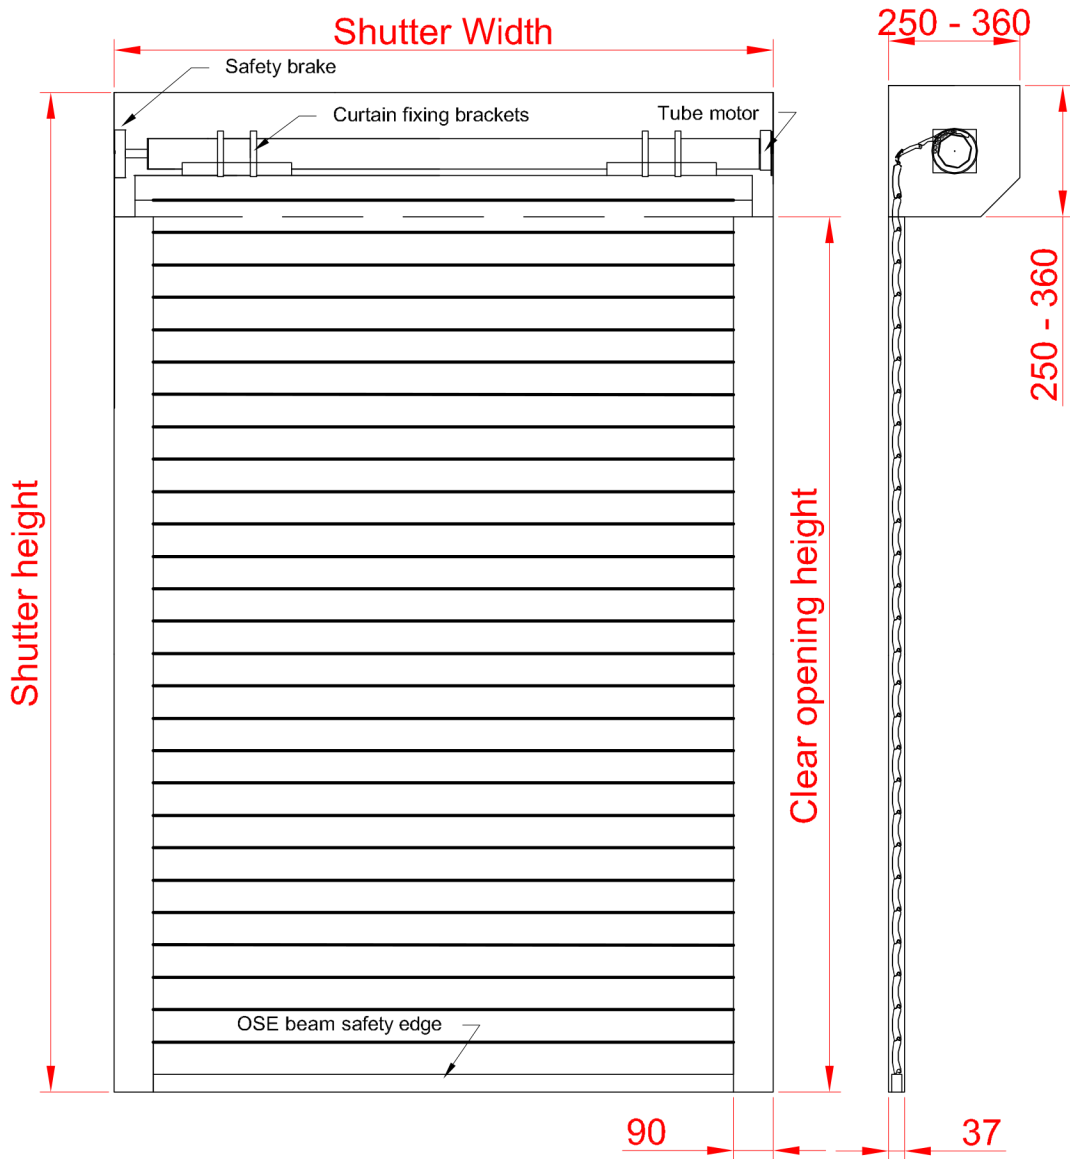 Shutter Width
250 - 360
Safety brake
Curtain fixing brackets
Tube motor
250 - 360
Shutter height
Clear opening height
OSE beam safety edge
90
37